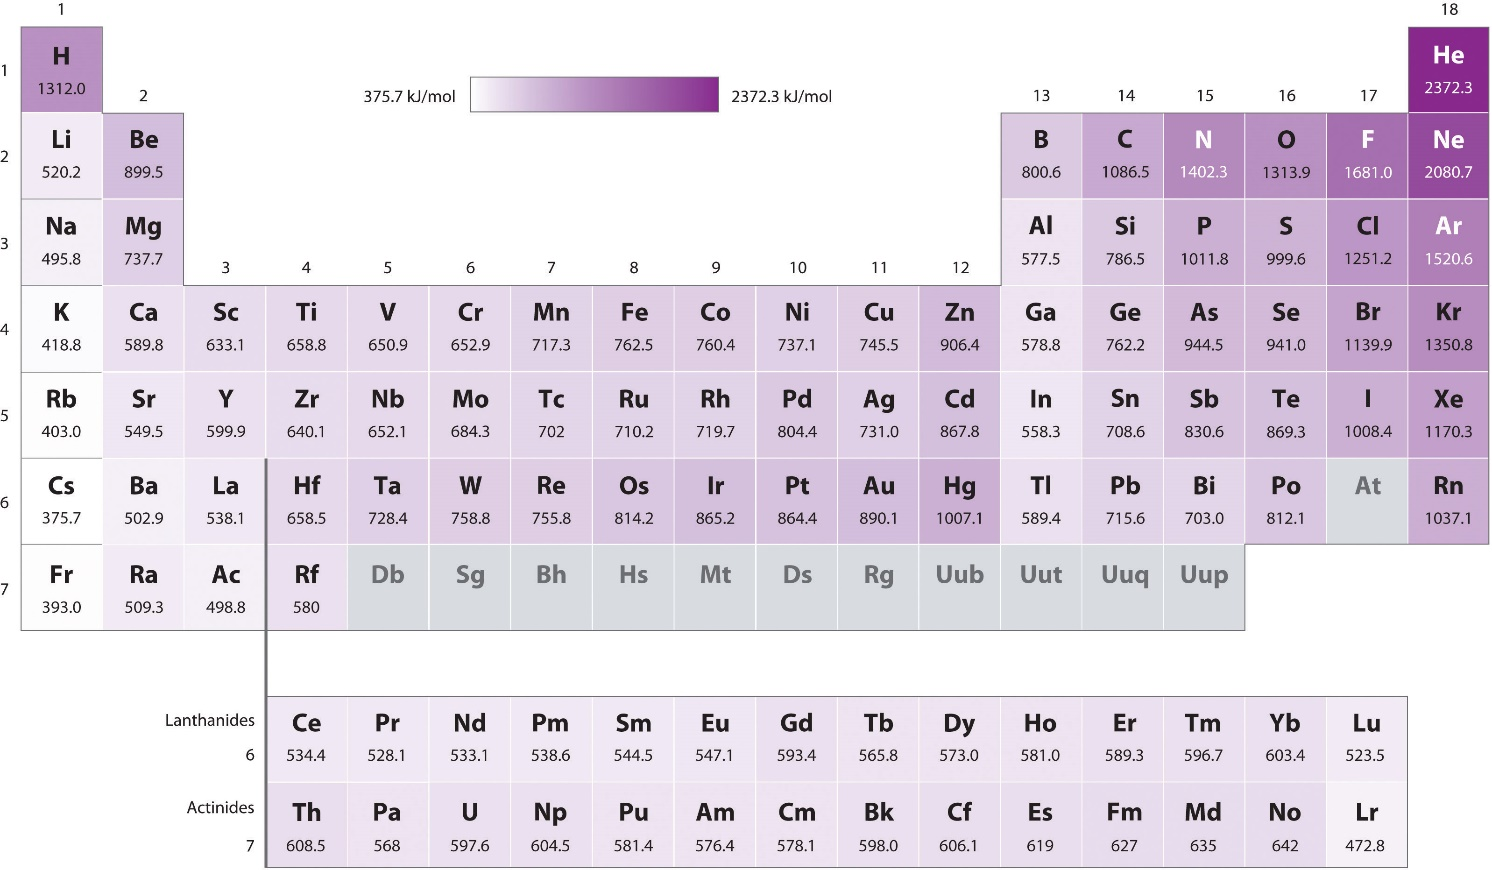 1 18
H He
1 1312.0 2372.3
2 375.7 kJ/mol 2372.3 kJ/mol 13 14 15 16 17
Li Be B C N O F Ne
2 520.2 899.5 800.6 1086.5 1402.3 1313.9 1681.0 2080.7
Na Mg Al Si P S Cl Ar
3 495.8 737.7 577.5 786.5 1011.8 999.6 1251.2 1520.6
3 4 5 6 7 8 9 10 11 12
K Ca Sc Ti V Cr Mn Fe Co Ni Cu Zn Ga Ge As Se Br Kr
4 418.8 589.8 633.1 658.8 650.9 652.9 717.3 762.5 760.4 737.1 745.5 906.4 578.8 762.2 944.5 941.0 1139.9 1350.8
Rb Sr Y Zr Nb Mo Tc Ru Rh Pd Ag Cd In Sn Sb Te I Xe
5 403.0 549.5 599.9 640.1 652.1 684.3 702 710.2 719.7 804.4 731.0 867.8 558.3 708.6 830.6 869.3 1008.4 1170.3
Cs Ba La Hf Ta W Re Os Ir Pt Au Hg Tl Pb Bi Po At Rn
6 375.7 502.9 538.1 658.5 728.4 758.8 755.8 814.2 865.2 864.4 890.1 1007.1 589.4 715.6 703.0 812.1 1037.1
Fr Ra Ac Rf Db Sg Bh Hs Mt Ds Rg Uub Uut Uuq Uup
7 393.0 509.3 498.8 580
Lanthanides Ce Pr Nd Pm Sm Eu Gd Tb Dy Ho Er Tm Yb Lu
6 534.4 528.1 533.1 538.6 544.5 547.1 593.4 565.8 573.0 581.0 589.3 596.7 603.4 523.5
Actinides Th Pa U Np Pu Am Cm Bk Cf Es Fm Md No Lr
7 608.5 568 597.6 604.5 581.4 576.4 578.1 598.0 606.1 619 627 635 642 472.8